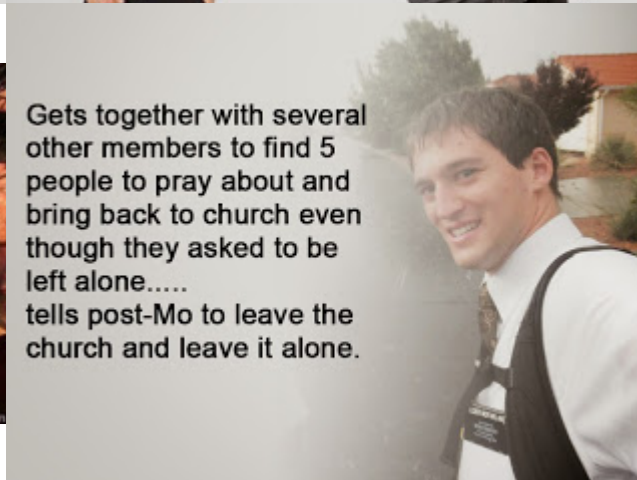 Gets together with several
other members to find 5
people to pray about and
bring back to church even
though they asked to be
left alone.....
tells post-Mo to leave the
church and leave it alone.